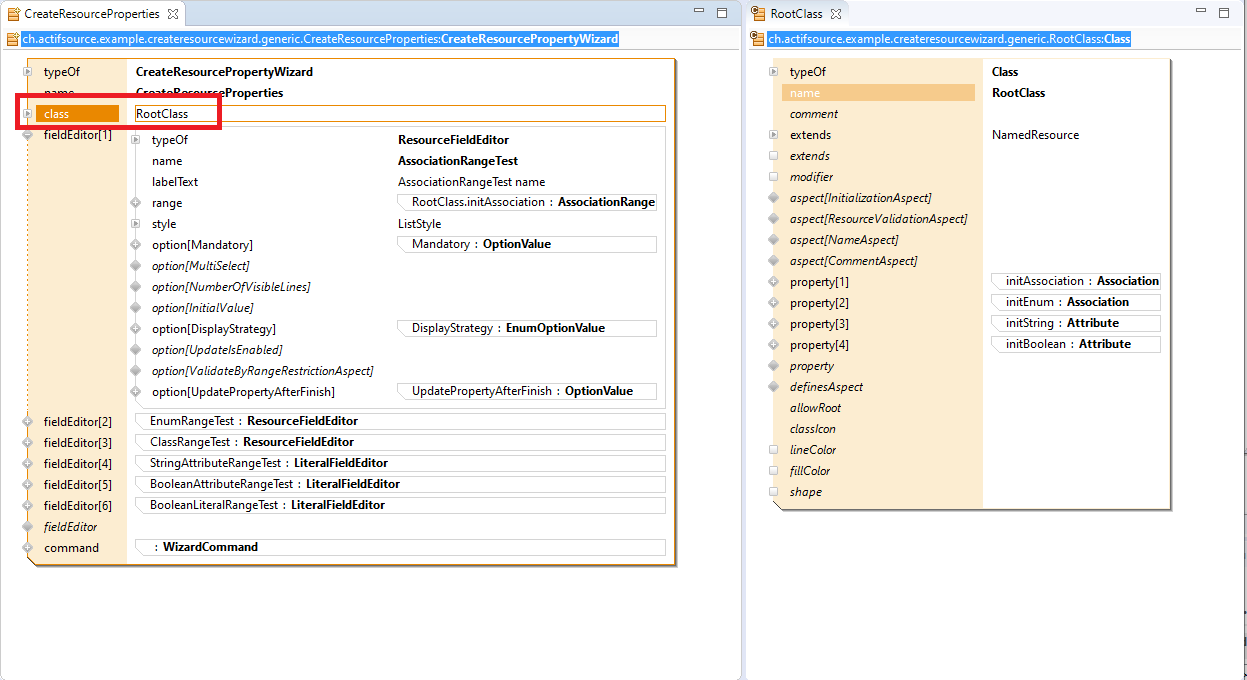 CreateResourceProperties
ch.actifsource.example.createresourcewizard.generic.CreateResourceProperties:CreateResourcePropertyWizard
typeOf CreateResourcePropertyWizard
name CreateResourceProperties
class RootClass
fieldEditor[1]
typeOf ResourceFieldEditor
name AssociationRangeTest
labelText AssociationRangeTest name
range RootClass.initAssociation : AssociationRange
style ListStyle
option[Mandatory] Mandatory : OptionValue
option[MultiSelect]
option[NumberOfVisibleLines]
option[InitialValue]
option[DisplayStrategy] DisplayStrategy : EnumOptionValue
option[UpdateIsEnabled]
option[ValidateByRangeRestrictionAspect]
option[UpdatePropertyAfterFinish] UpdatePropertyAfterFinish : OptionValue
fieldEditor[2] EnumRangeTest : ResourceFieldEditor
fieldEditor[3] ClassRangeTest : ResourceFieldEditor
fieldEditor[4] StringAttributeRangeTest : LiteralFieldEditor
fieldEditor[5] BooleanAttributeRangeTest : LiteralFieldEditor
fieldEditor[6] BooleanLiteralRangeTest : LiteralFieldEditor
fieldEditor
command : WizardCommand
RootClass
ch.actifsource.example.createresourcewizard.generic.RootClass:Class
typeOf Class
name RootClass
comment
extends NamedResource
extends
modifier
aspect[InitializationAspect]
aspect[ResourceValidationAspect]
aspect[NameAspect]
aspect[CommentAspect]
property[1] initAssociation : Association
property[2] initEnum : Association
property[3] initString : Attribute
property[4] initBoolean : Attribute
property
definesAspect
allowRoot
classIcon
lineColor
fillColor
shape